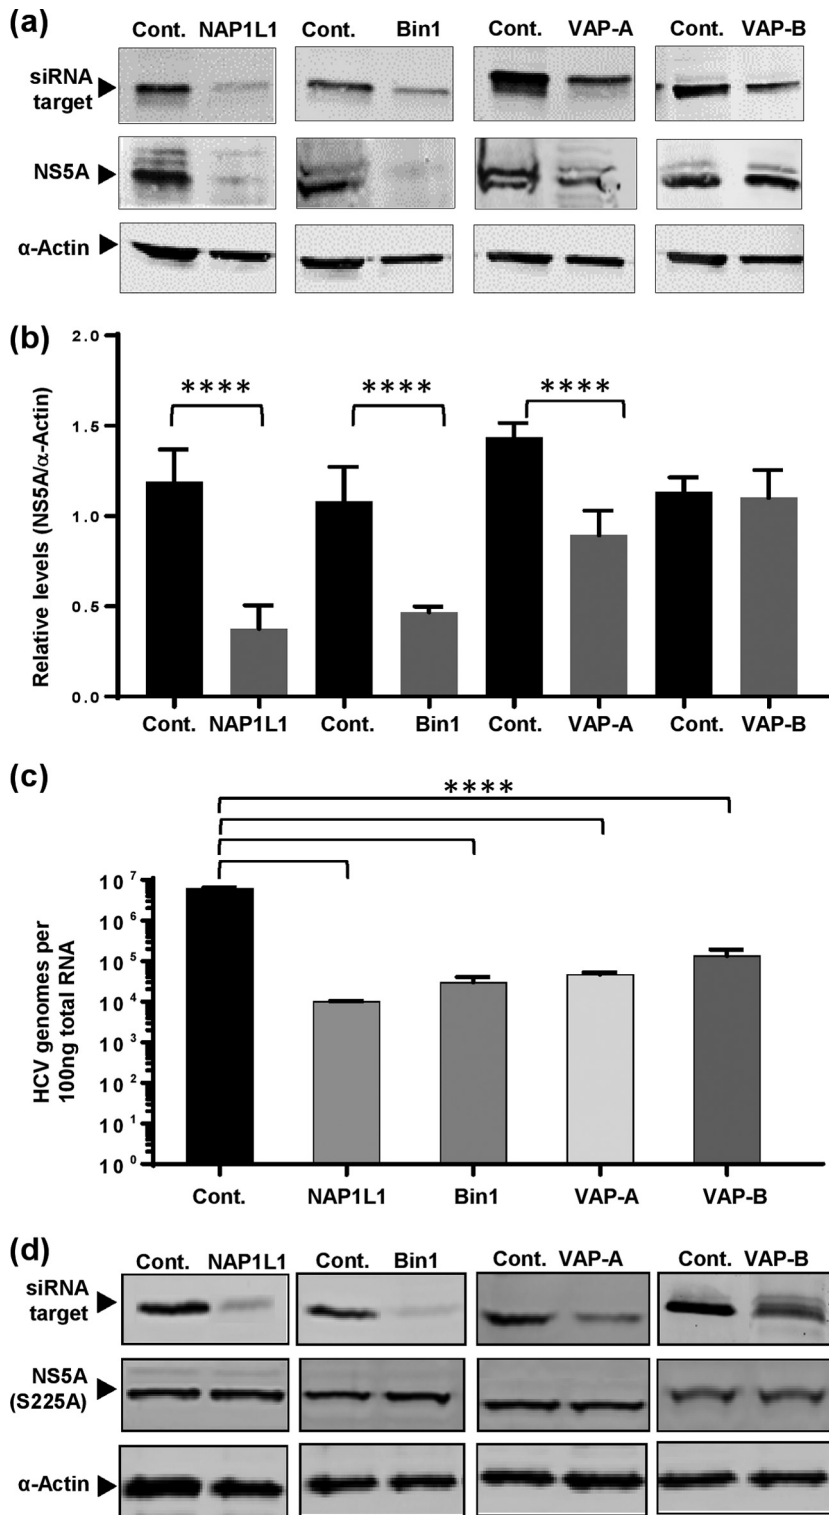 (a)
Cont. NAP1L1 Cont. Bin1 Cont. VAP-A Cont. VAP-B
siRNA
target
NS5A
α-Actin
(b)
Relative levels (NS5A/α-Actin)
2.0
1.5
1.0
0.5
0.0
**** **** ****
Cont. NAP1L1 Cont. Bin1 Cont. VAP-A Cont. VAP-B
(c)
****
HCV genomes per
100ng total RNA
10⁷
10⁶
10⁵
10⁴
10³
10²
10¹
10⁰
Cont. NAP1L1 Bin1 VAP-A VAP-B
(d)
Cont. NAP1L1 Cont. Bin1 Cont. VAP-A Cont. VAP-B
siRNA
target
NS5A
(S225A)
α-Actin